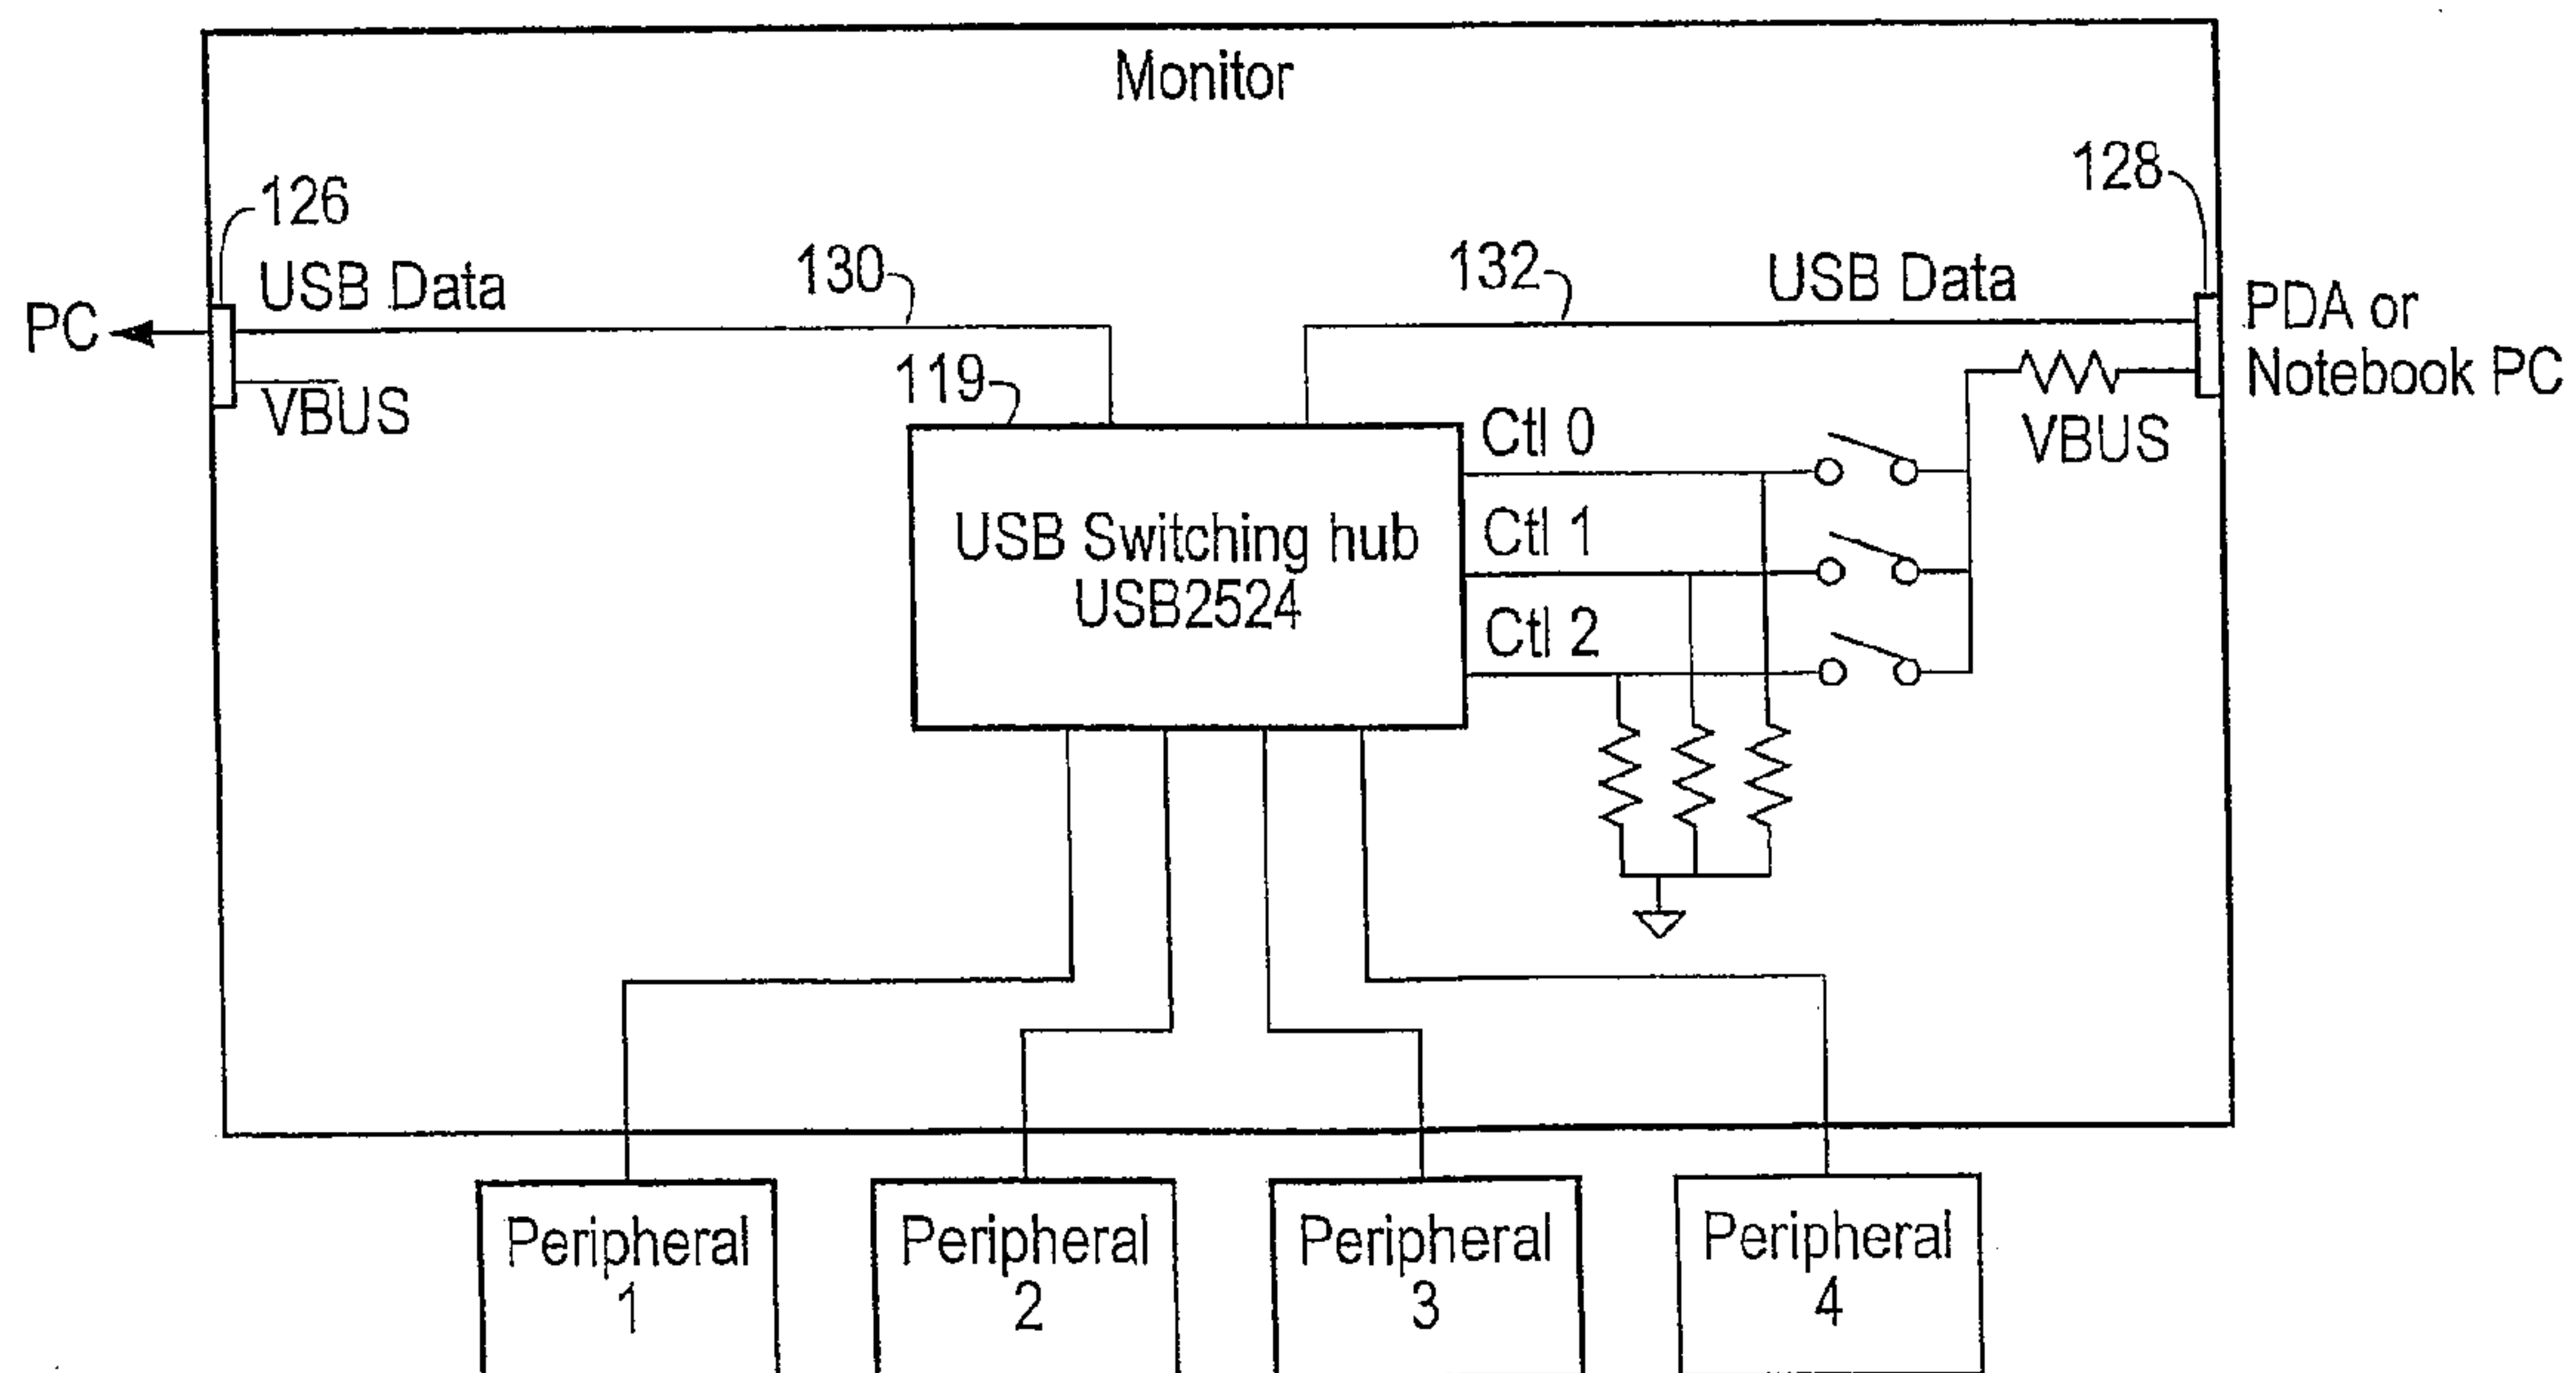 Monitor
126
128
USB Data
130
132
USB Data
PC
PDA or
Notebook PC
VBUS
119
VBUS
Ctl 0
Ctl 1
Ctl 2
USB Switching hub
USB2524
Peripheral
1
Peripheral
2
Peripheral
3
Peripheral
4